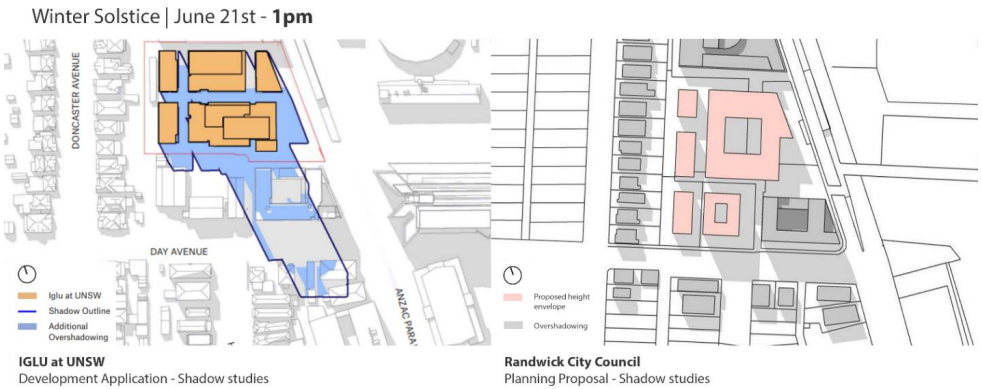 Winter Solstice | June 21st - 1pm
DONCASTER AVENUE
DAY AVENUE
ANZAC PARA
Iglu at UNSW
Shadow Outline
Additional
Overshadowing
IGLU at UNSW
Development Application - Shadow studies
Proposed height
envelope
Overshadowing
Randwick City Council
Planning Proposal - Shadow studies